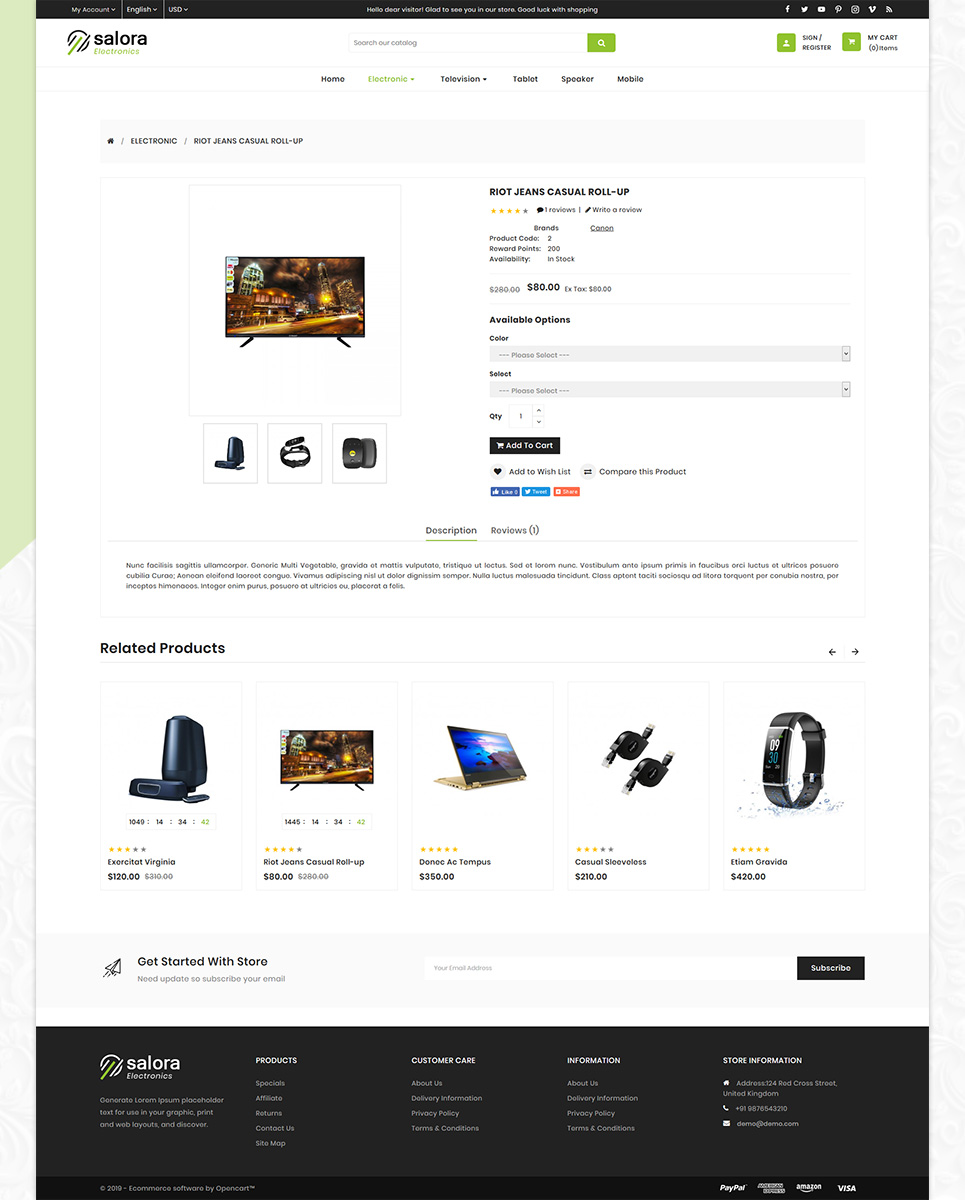 My Account English USD Hello dear visitor! Glad to see you in our store. Good luck with shopping
salora
Electronics
Search our catalog
SIGN /
REGISTER
MY CART
(0)Items
Home Electronic Television Tablet Speaker Mobile
/ ELECTRONIC / RIOT JEANS CASUAL ROLL-UP
RIOT JEANS CASUAL ROLL-UP
1 reviews | Write a review
Brands Canon
Product Code: 2
Reward Points: 200
Availability: In Stock
$280.00 $80.00 Ex Tax: $80.00
Available Options
Color
--- Please Select ---
Select
--- Please Select ---
Qty 1
Add To Cart
Add to Wish List Compare this Product
Like 0 Tweet Share
Description Reviews (1)
Nunc facilisis sagittis ullamcorper. Generic Multi Vegetable, gravida et mattis vulputate, tristique ut lectus. Sed et lorem nunc. Vestibulum ante ipsum primis in faucibus orci luctus et ultrices posuere
cubilia Curae; Aenean eleifend laoreet congue. Vivamus adipiscing nisl ut dolor dignissim semper. Nulla luctus malesuada tincidunt. Class aptent taciti sociosqu ad litora torquent per conubia nostra, per
inceptos himenaeos. Integer enim purus, posuere at ultricies eu, placerat a felis.
Related Products
1049 : 14 : 34 : 42
Exercitat Virginia
$120.00 $310.00
1445 : 14 : 34 : 42
Riot Jeans Casual Roll-up
$80.00 $280.00
Donec Ac Tempus
$350.00
Casual Sleeveless
$210.00
09
30
Etiam Gravida
$420.00
Get Started With Store
Need update so subscribe your email
Your Email Address
Subscribe
salora
Electronics
Generate Lorem Ipsum placeholder
text for use in your graphic, print
and web layouts, and discover.
PRODUCTS
Specials
Affiliate
Returns
Contact Us
Site Map
CUSTOMER CARE
About Us
Delivery Information
Privacy Policy
Terms & Conditions
INFORMATION
About Us
Delivery Information
Privacy Policy
Terms & Conditions
STORE INFORMATION
Address:124 Red Cross Street,
United Kingdom
+91 9876543210
demo@demo.com
© 2019 - Ecommerce software by Opencart™
PayPal AMERICAN EXPRESS amazon VISA